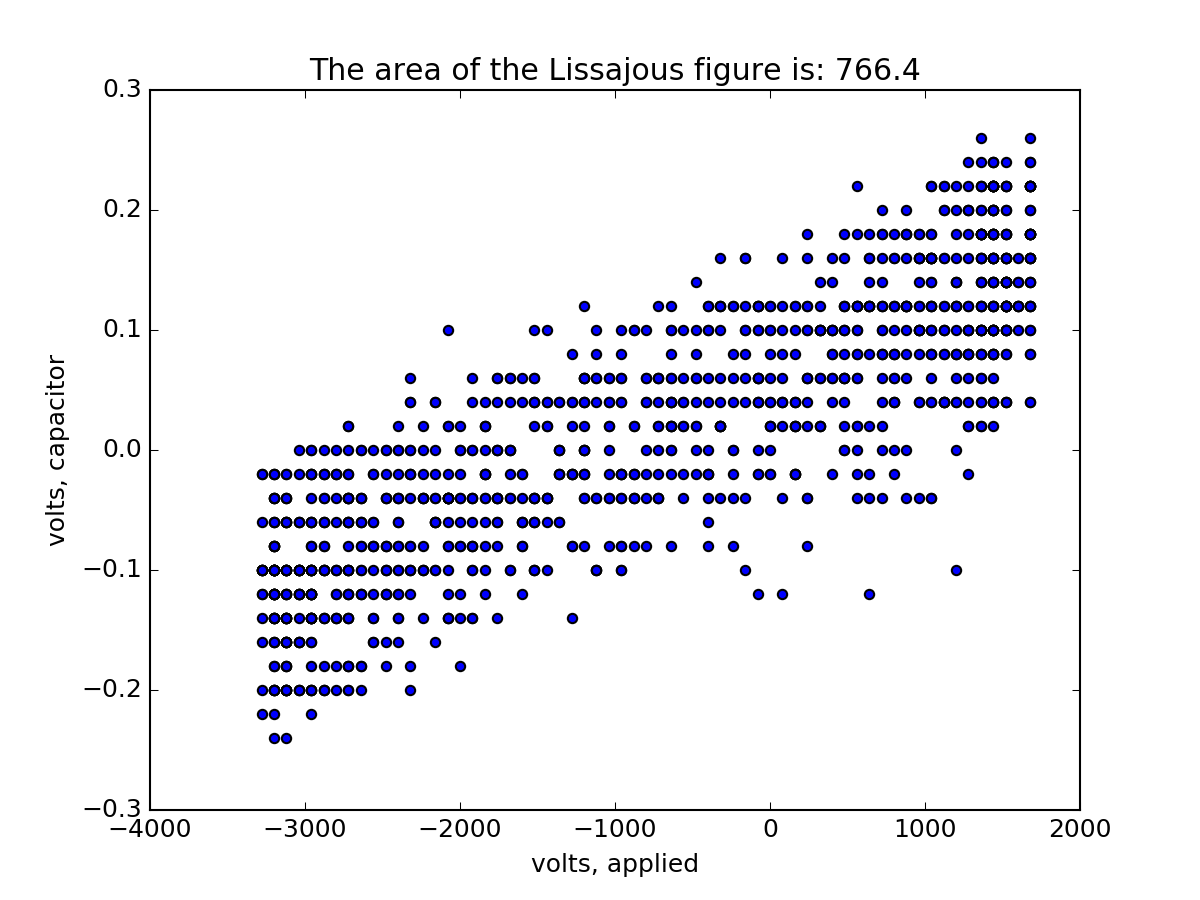 The area of the Lissajous figure is: 766.4
0.3
0.2
0.1
0.0
−0.1
−0.2
−0.3
volts, capacitor
−4000 −3000 −2000 −1000 0 1000 2000
volts, applied